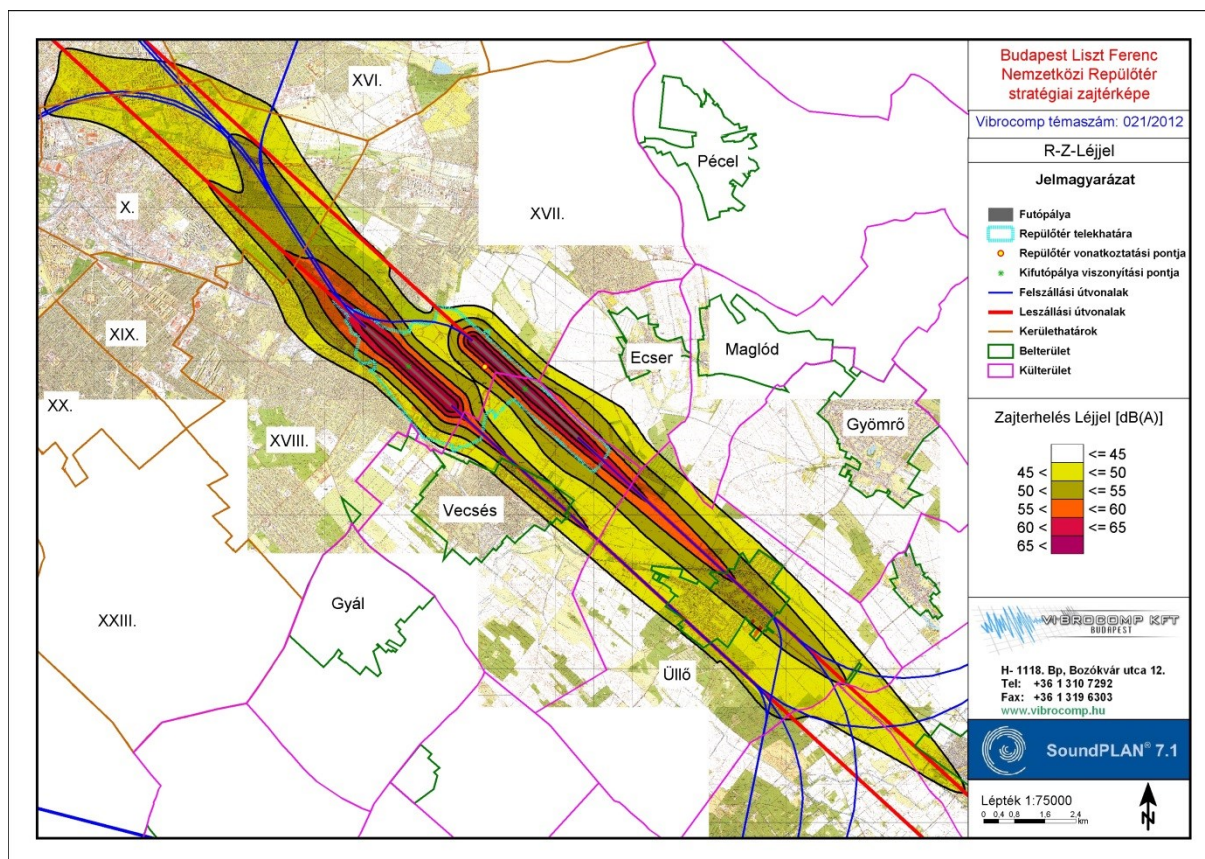 XVI.
Pécel
X.
XVII.
XIX.
Ecser
Maglód
XX.
XVIII.
Gyömrő
Vecsés
Gyál
XXIII.
Üllő
Budapest Liszt Ferenc
Nemzetközi Repülőtér
stratégiai zajtérképe
Vibrocomp témaszám: 021/2012
R-Z-Léjjel
Jelmagyarázat
Futópálya
Repülőtér telekhatára
Repülőtér vonatkoztatási pontja
Kifutópálya viszonyítási pontja
Felszállási útvonalak
Leszállási útvonalak
Kerülethatárok
Belterület
Külterület
Zajterhelés Léjjel [dB(A)]
<= 45
45 < <= 50
50 < <= 55
55 < <= 60
60 < <= 65
65 <
VIBROCOMP KFT
BUDAPEST
H- 1118. Bp, Bozókvár utca 12.
Tel: +36 1 310 7292
Fax: +36 1 319 6303
www.vibrocomp.hu
SoundPLAN® 7.1
Lépték 1:75000
0 0,4 0,8 1,6 2,4
km
N